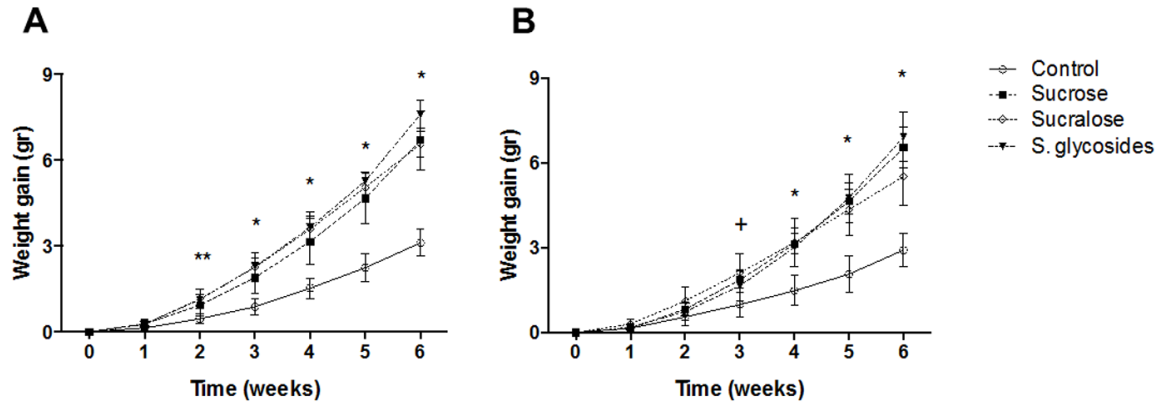 A
B
9
6
3
0
Weight gain (gr)
**
*
*
*
*
0 1 2 3 4 5 6
Time (weeks)
9
6
3
0
Weight gain (gr)
+
*
*
*
0 1 2 3 4 5 6
Time (weeks)
Control
Sucrose
Sucralose
S. glycosides